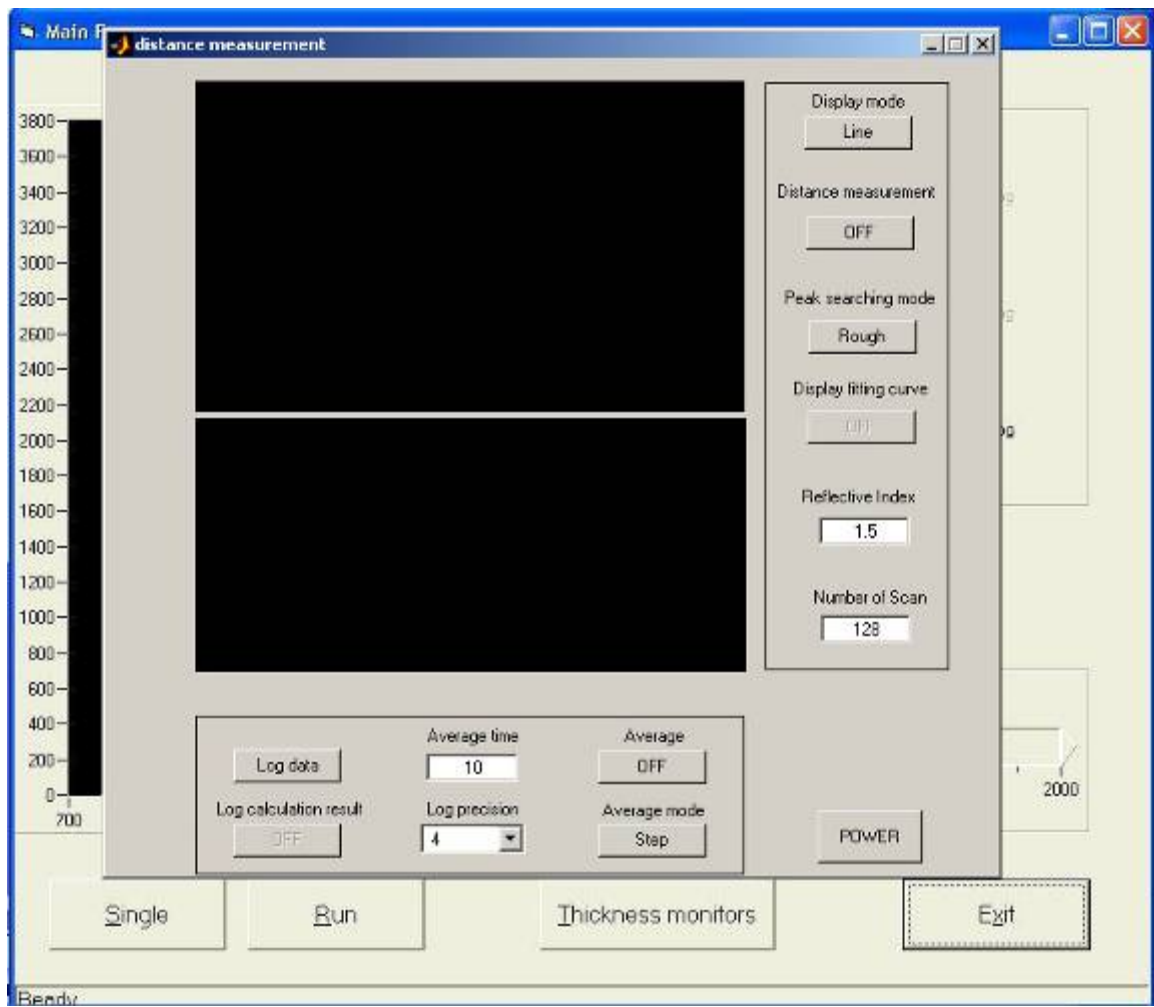 Main F
distance measurement
3800
3600
3400
3200
3000
2800
2600
2400
2200
2000
1800
1600
1400
1200
1000
800
600
400
200
0
700
Display mode
Line
Distance measurement
OFF
Peak searching mode
Rough
Display fitting curve
OFF
Reflective Index
1.5
Number of Scan
128
Log data
Average time
10
Average
OFF
Log calculation result
OFF
Log precision
4
Average mode
Step
POWER
2000
Single
Run
Thickness monitors
Exit
Ready